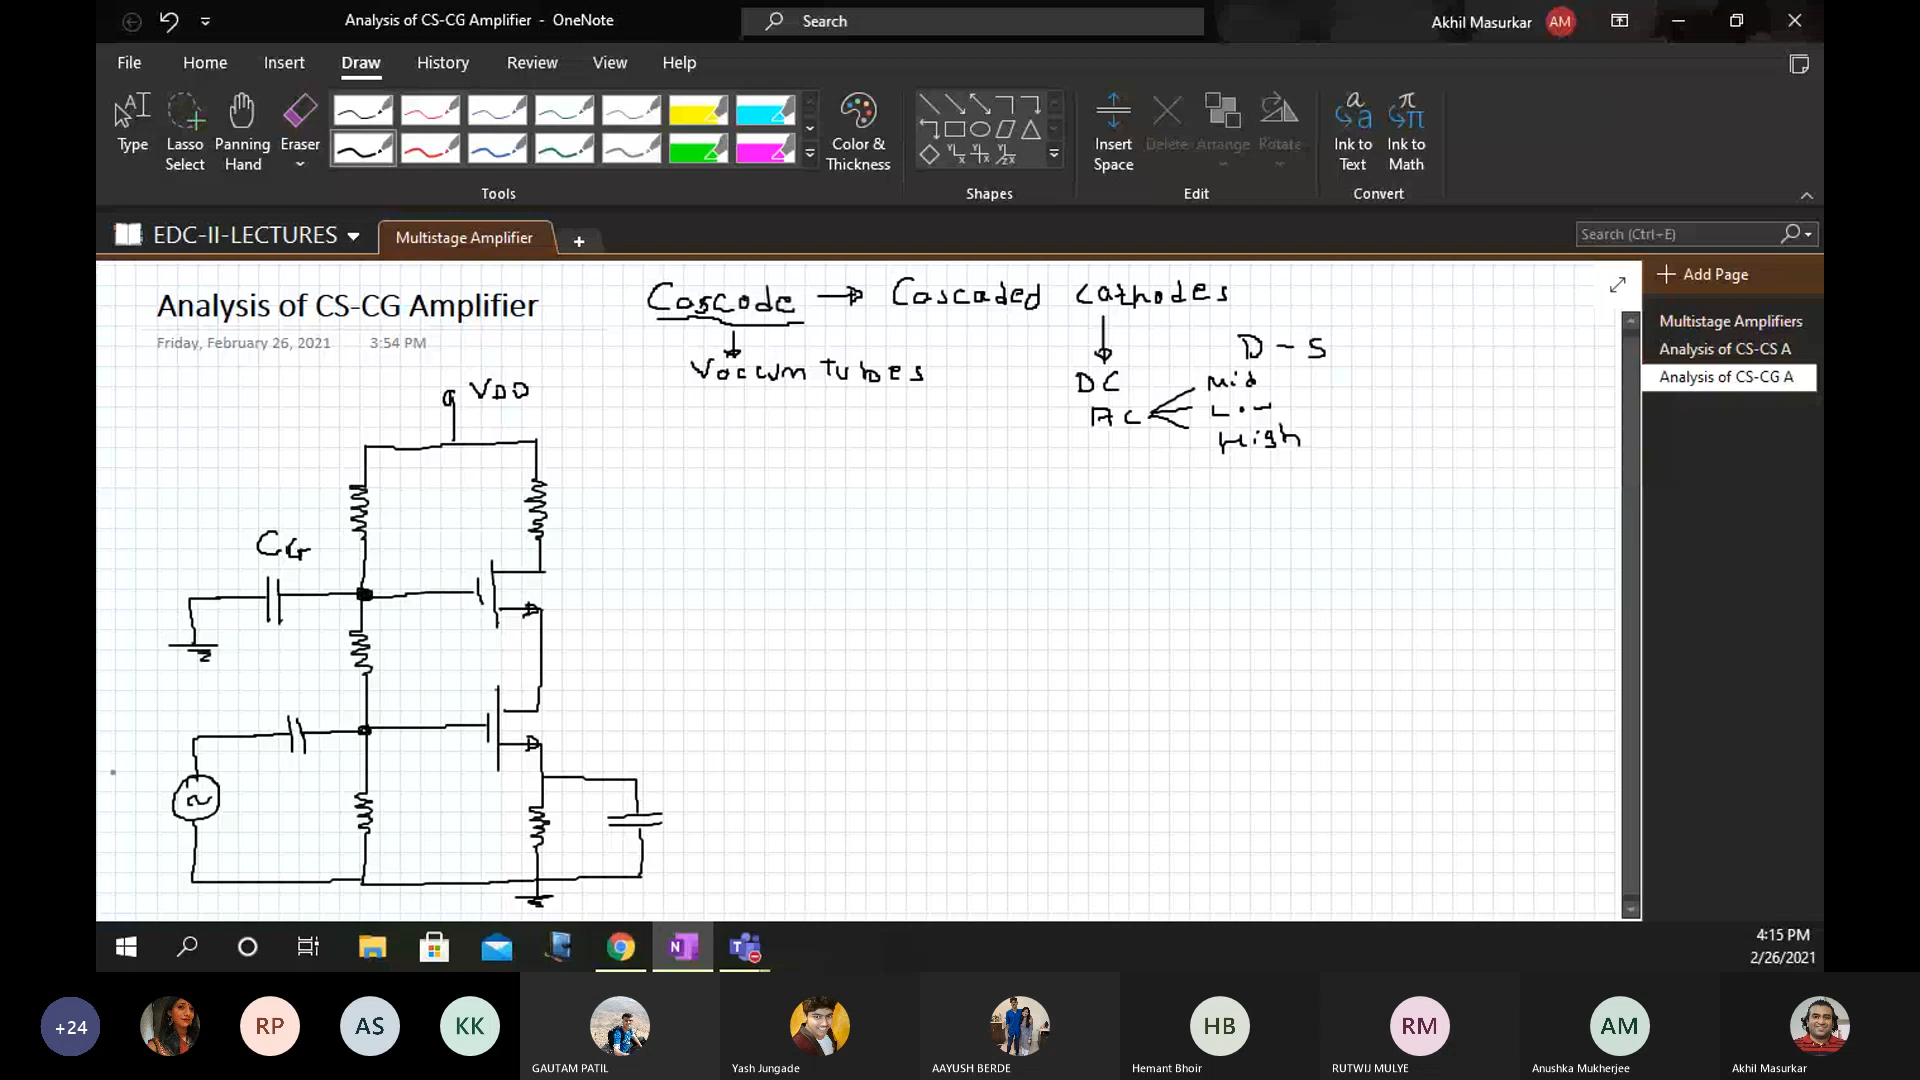 Analysis of CS-CG Amplifier - OneNote
Search
Akhil Masurkar
AM
File Home Insert Draw History Review View Help
Type
Lasso Select
Panning Hand
Eraser
Color & Thickness
Insert Space
Delete
Arrange
Rotate
Ink to Text
Ink to Math
Tools
Shapes
Edit
Convert
EDC-II-LECTURES
Multistage Amplifier
+
Search (Ctrl+E)
Add Page
Multistage Amplifiers
Analysis of CS-CS A
Analysis of CS-CG A
Analysis of CS-CG Amplifier
Friday, February 26, 2021 3:54 PM
Coscode → Coscaded cathodes
Vaccum Tubes
D - S
DC
AC
Mid
Low
High
VDD
CG
4:15 PM
2/26/2021
+24
RP
AS
KK
HB
RM
AM
GAUTAM PATIL
Yash Jungade
AAYUSH BERDE
Hemant Bhoir
RUTWIJ MULYE
Anushka Mukherjee
Akhil Masurkar